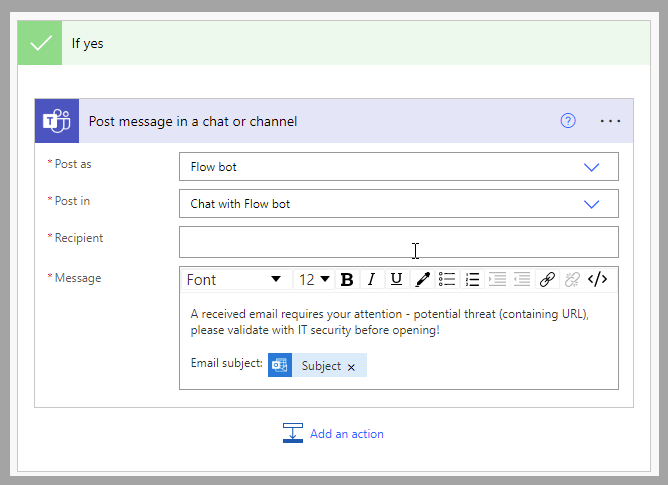 If yes
Post message in a chat or channel
* Post as
Flow bot
* Post in
Chat with Flow bot
* Recipient
* Message
Font 12 B I U </>
A received email requires your attention - potential threat (containing URL),
please validate with IT security before opening!
Email subject: Subject x
Add an action